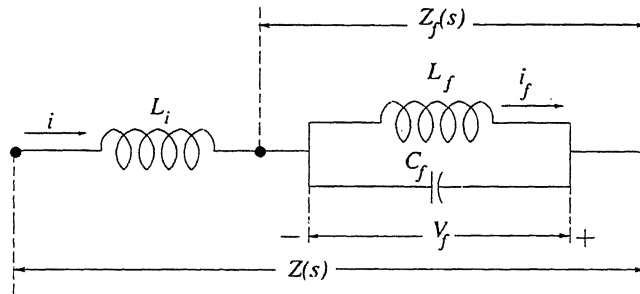 Z_f(s)
L_f
i_f
i
L_i
C_f
- V_f +
Z(s)